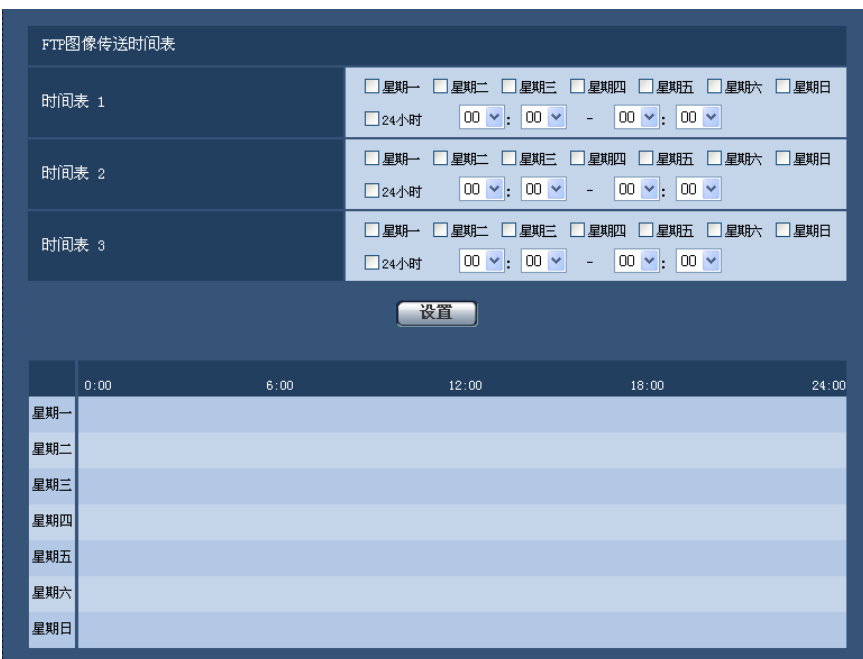 FTP图像传送时间表
时间表 1
星期一 星期二 星期三 星期四 星期五 星期六 星期日
24小时 00 : 00 - 00 : 00
时间表 2
星期一 星期二 星期三 星期四 星期五 星期六 星期日
24小时 00 : 00 - 00 : 00
时间表 3
星期一 星期二 星期三 星期四 星期五 星期六 星期日
24小时 00 : 00 - 00 : 00
设置
0:00 6:00 12:00 18:00 24:00
星期一
星期二
星期三
星期四
星期五
星期六
星期日